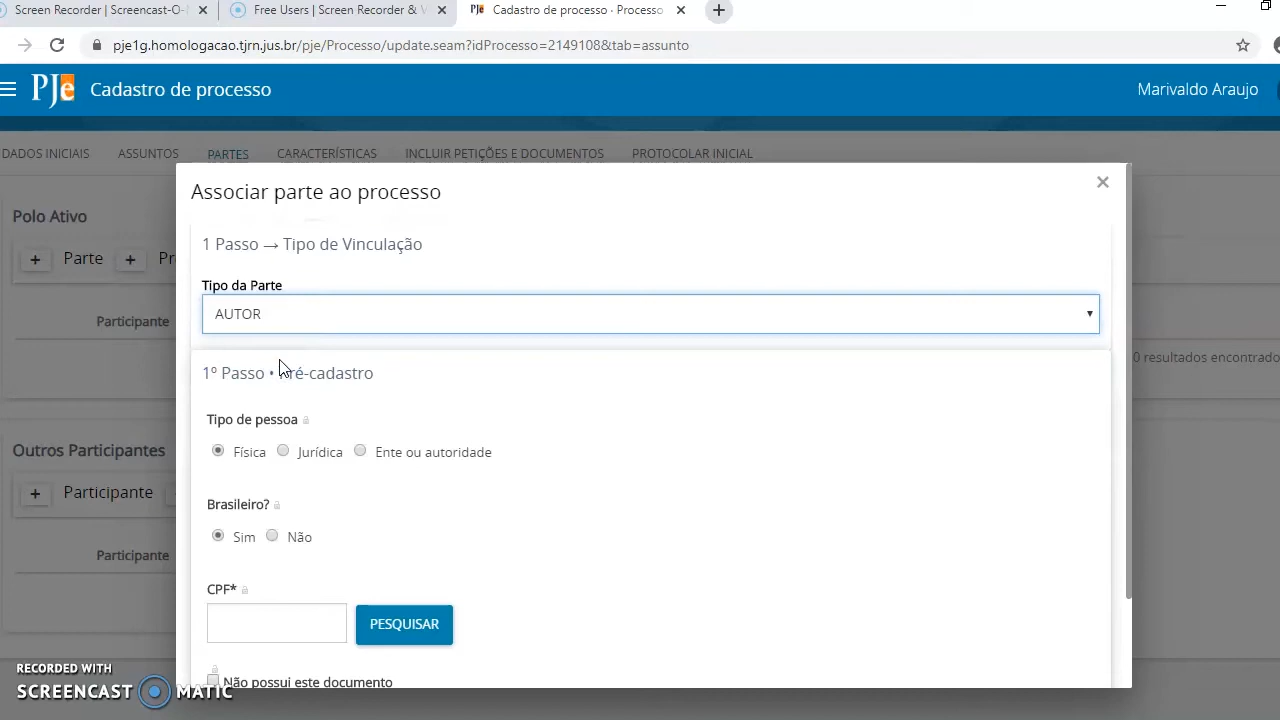 Screen Recorder | Screencast-O-
Free Users | Screen Recorder & V
Cadastro de processo · Processo
pje1g.homologacao.tjrn.jus.br/pje/Processo/update.seam?idProcesso=2149108&tab=assunto
PJe Cadastro de processo
Marivaldo Araujo
DADOS INICIAIS ASSUNTOS PARTES CARACTERÍSTICAS INCLUIR PETIÇÕES E DOCUMENTOS PROTOCOLAR INICIAL
Associar parte ao processo
Polo Ativo
+ Parte + Pr
Participante
0 resultados encontrado
Outros Participantes
+ Participante
Participante
1 Passo → Tipo de Vinculação
Tipo da Parte
AUTOR
1º Passo • Pré-cadastro
Tipo de pessoa
Física Jurídica Ente ou autoridade
Brasileiro?
Sim Não
CPF*
PESQUISAR
Não possui este documento
RECORDED WITH
SCREENCAST MATIC